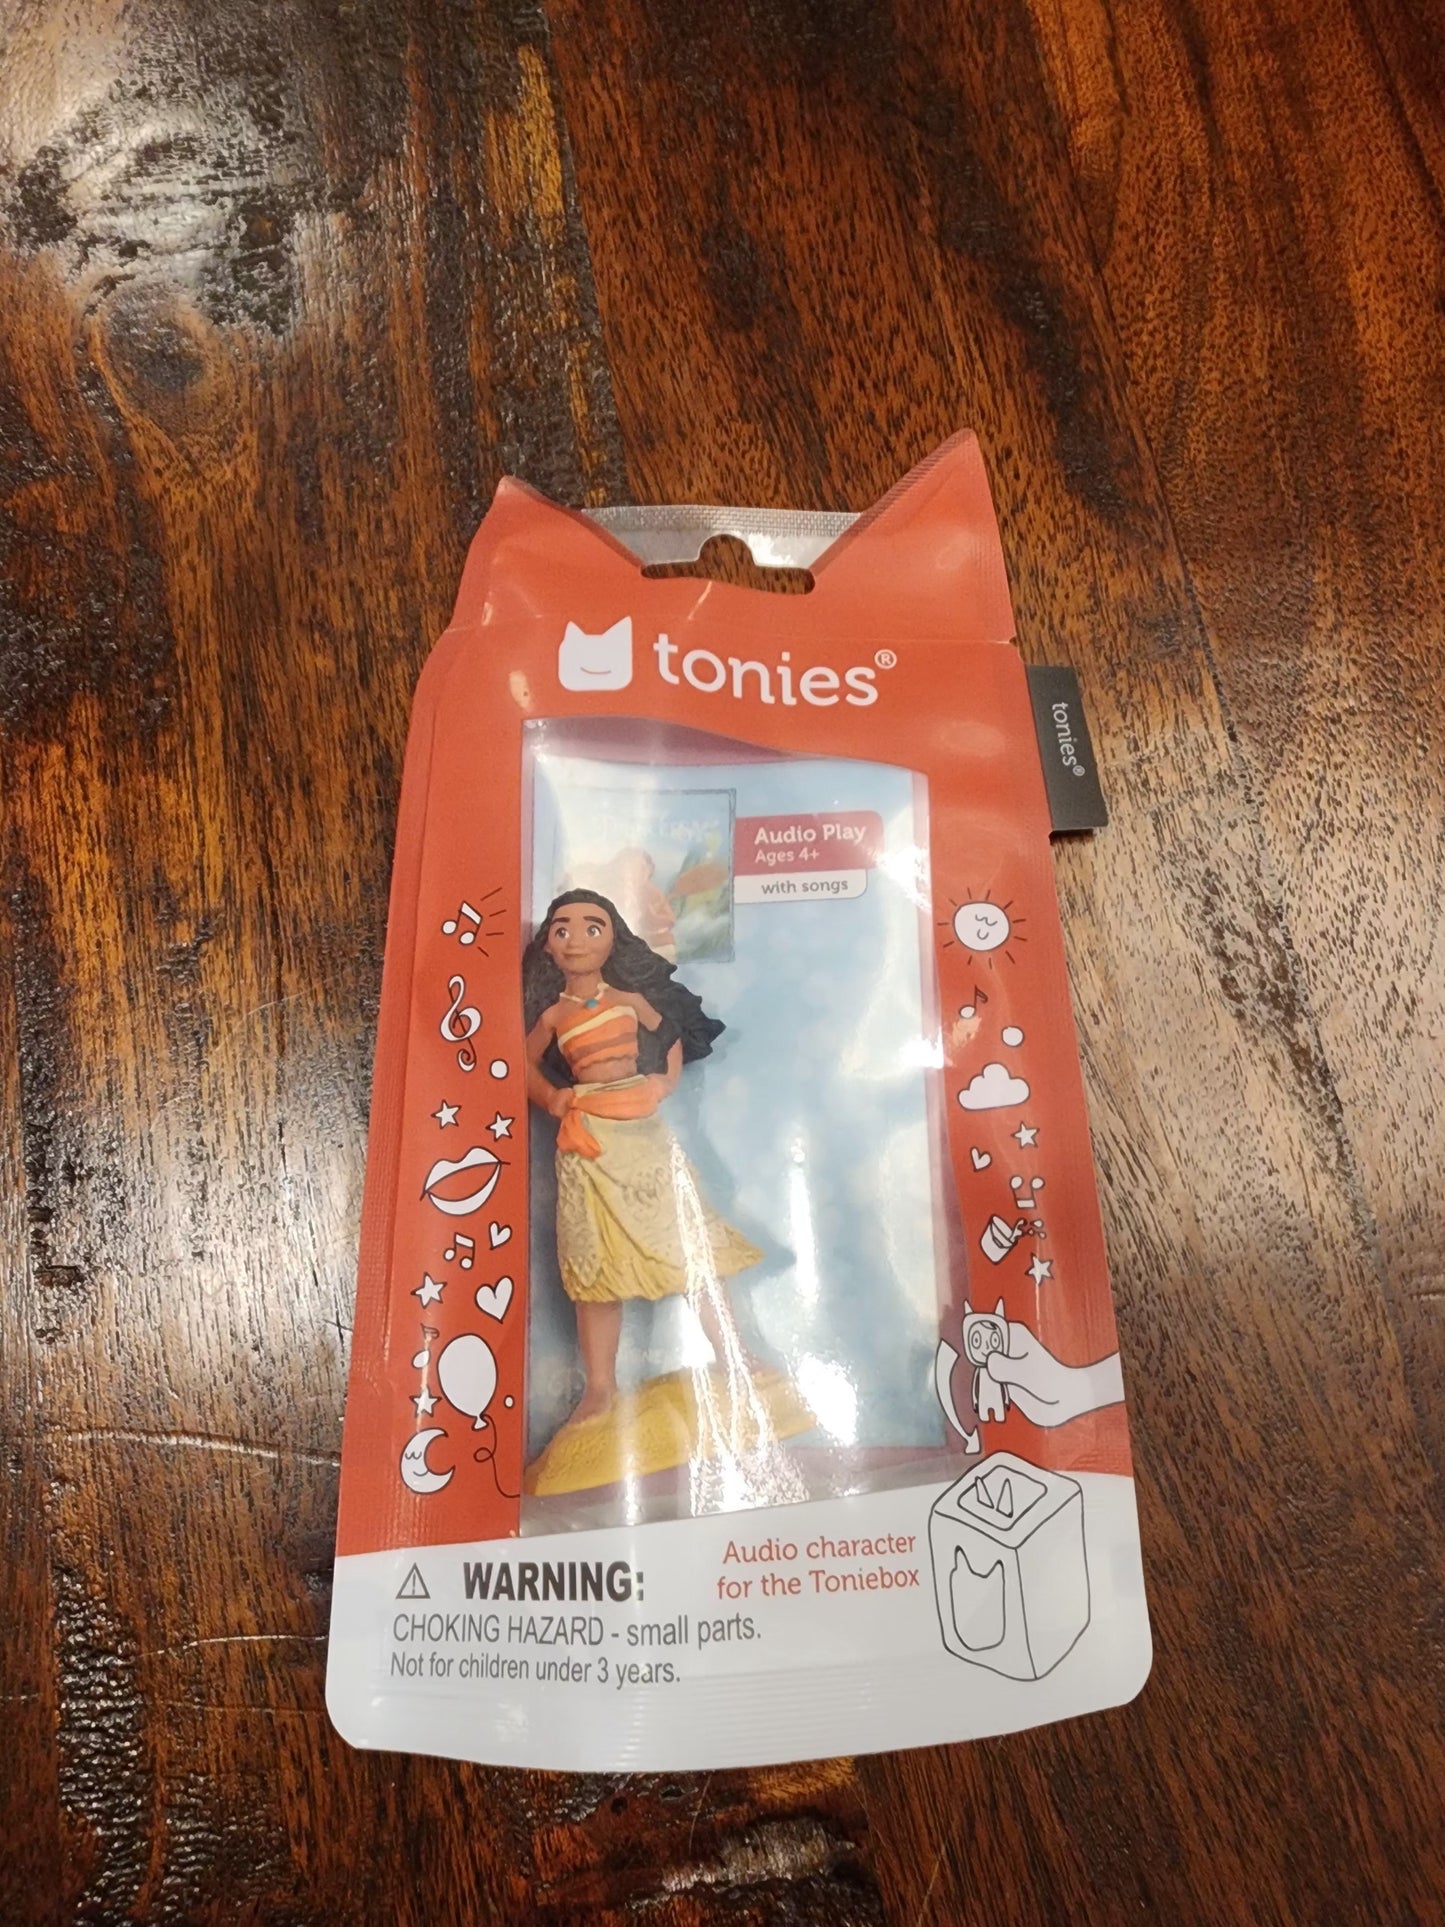 tonies®
tonies®
Audio Play
Ages 4+
with songs
Audio character
for the Toniebox
WARNING:
CHOKING HAZARD - small parts.
Not for children under 3 years.